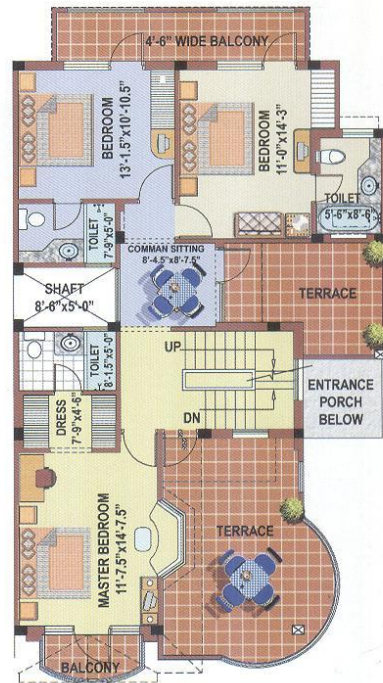 4'-6" WIDE BALCONY
BEDROOM
13'-1.5"x10'-10.5"
BEDROOM
11'-0"x14'-3"
TOILET
5'-6"x8'-6"
TOILET
7'-9"x5'-0"
COMMAN SITTING
8'-4.5"x8'-7.5"
SHAFT
8'-6"x5'-0"
TERRACE
TOILET
8'-1.5"x5'-0"
UP
DN
ENTRANCE
PORCH
BELOW
DRESS
7'-9"x4'-6"
MASTER BEDROOM
11'-7.5"x14'-7.5"
TERRACE
BALCONY